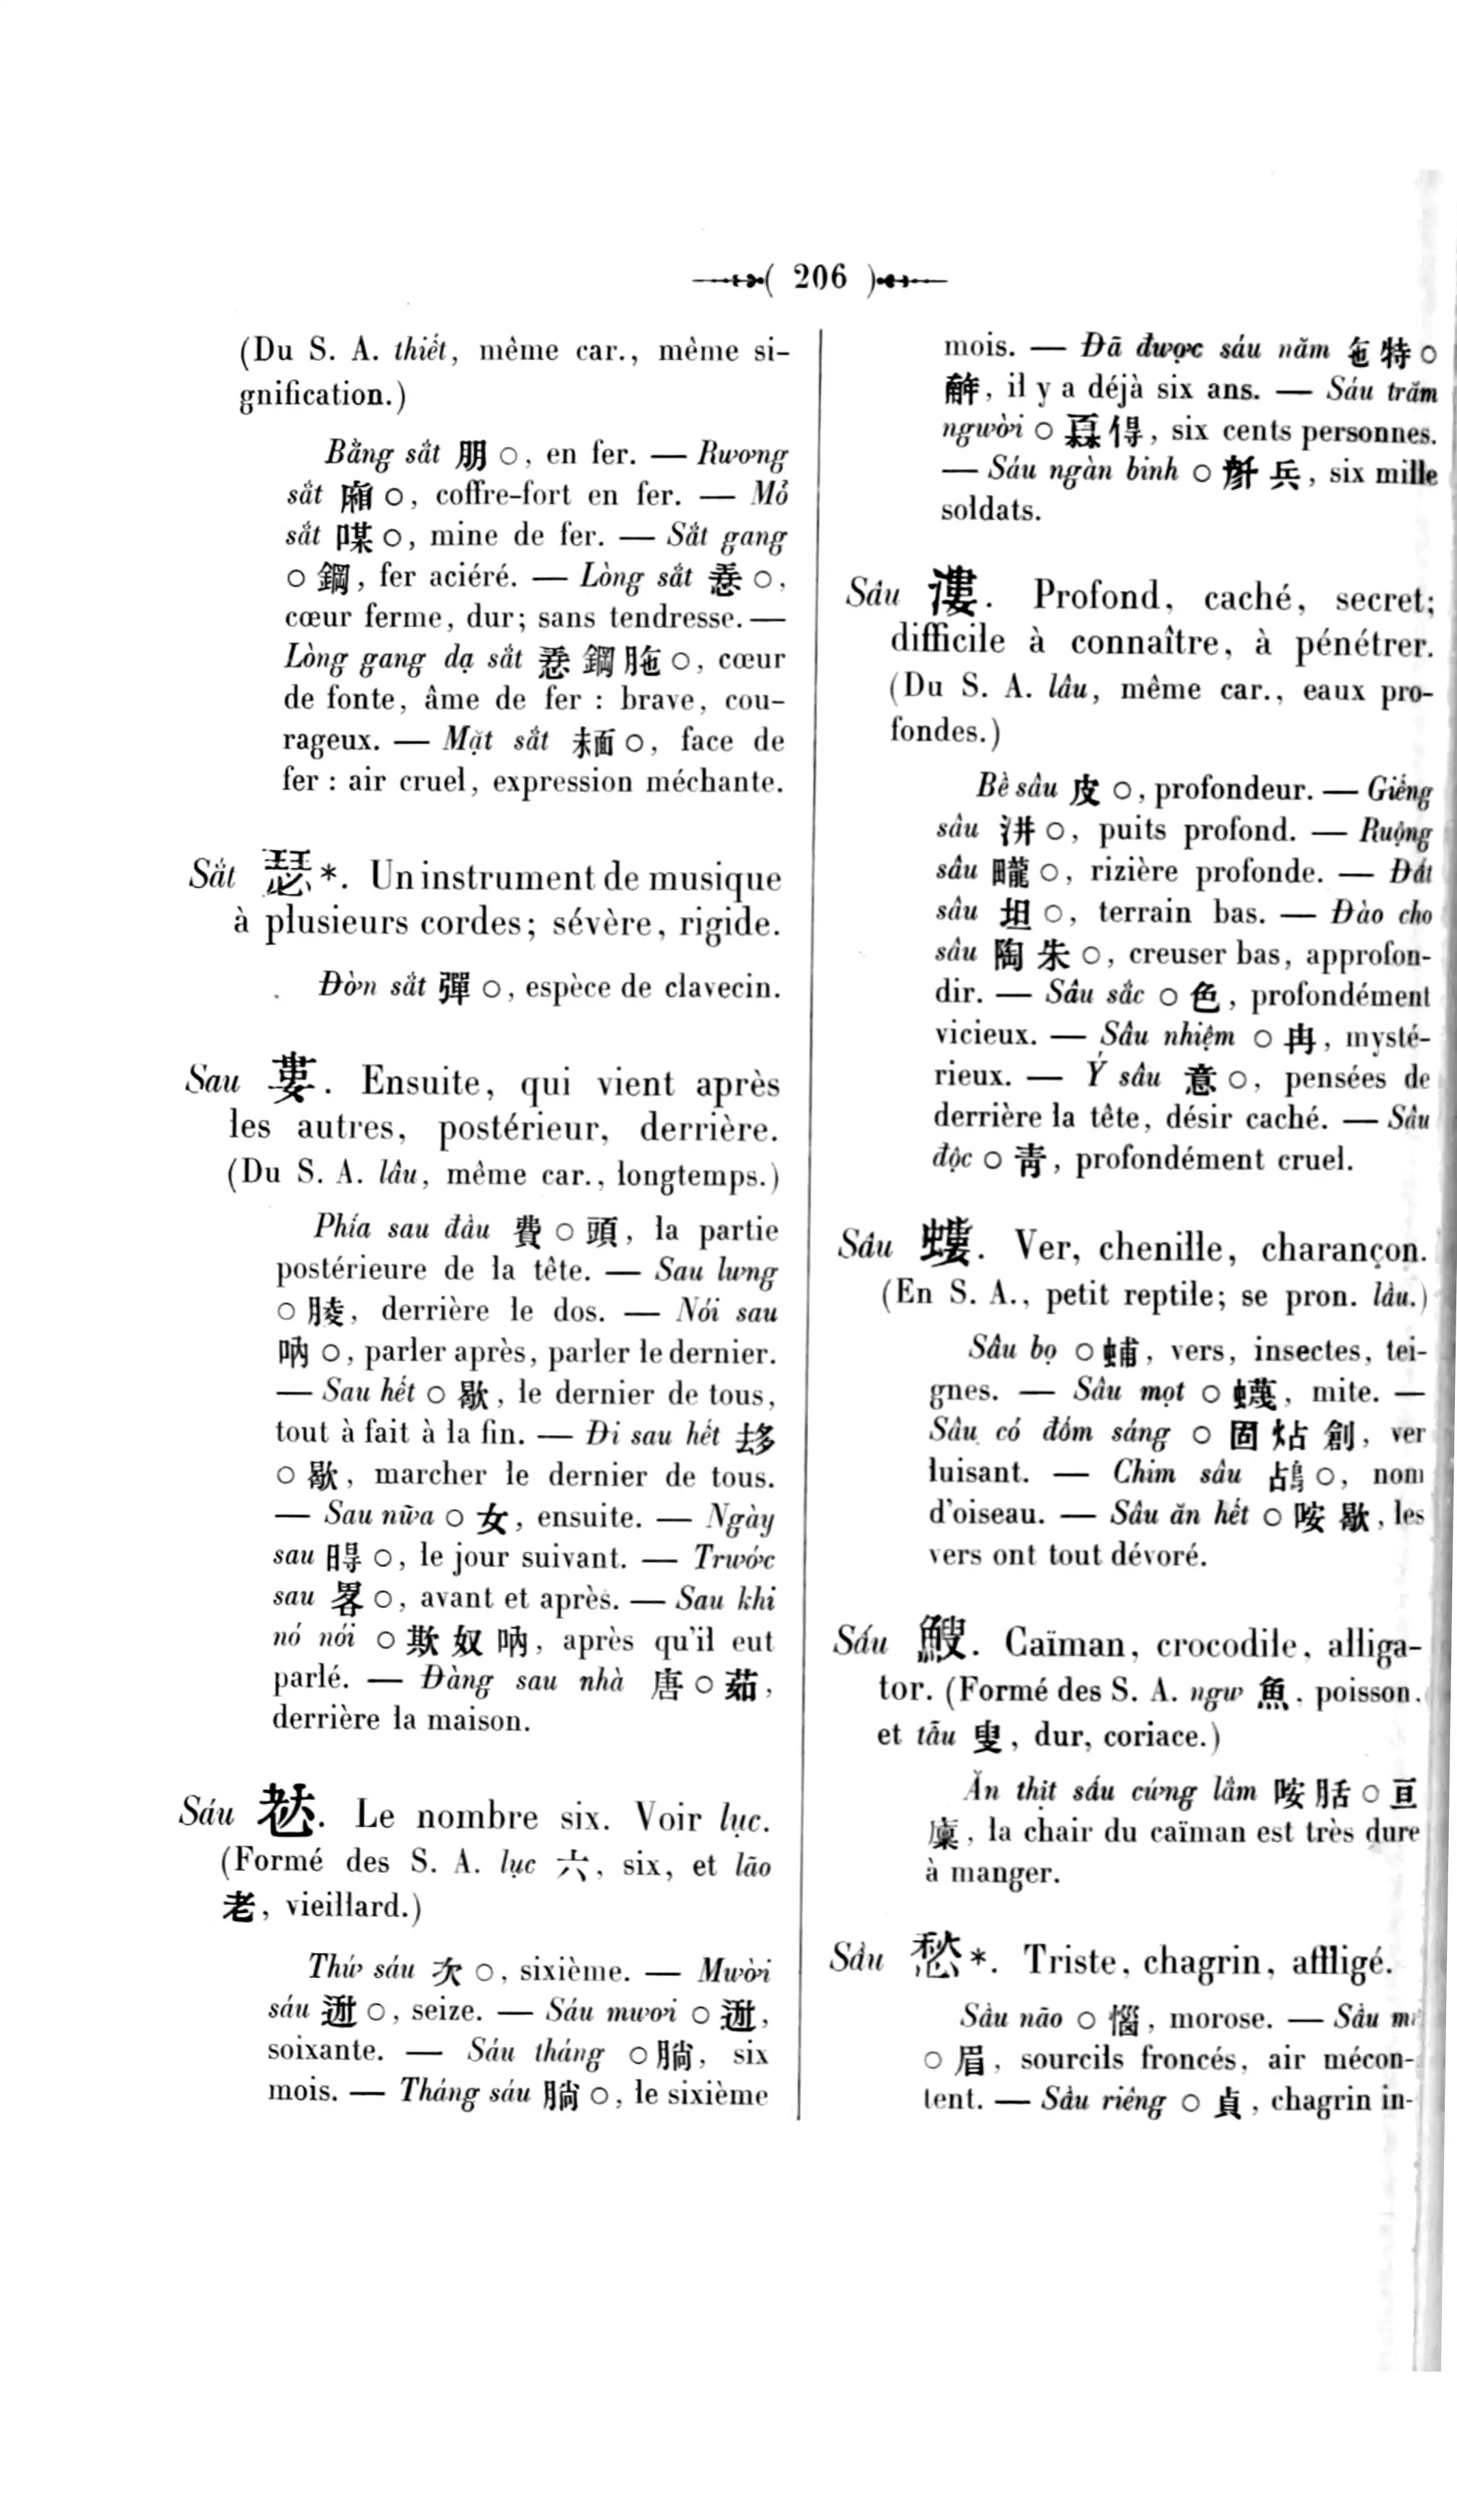 ( 206 )
(Du S. A. thiết, même car., même si-
gnification.)
Bằng sắt 朋 ○, en fer. — Rương
sắt 廂 ○, coffre-fort en fer. — Mỏ
sắt 㗼 ○, mine de fer. — Sắt gang
○ 鋼, fer aciéré. — Lòng sắt ○,
cœur ferme, dur; sans tendresse. —
Lòng gang dạ sắt 鋼 ○, cœur
de fonte, âme de fer : brave, cou-
rageux. — Mặt sắt ○, face de
fer : air cruel, expression méchante.
Sắt 瑟 *. Un instrument de musique
à plusieurs cordes; sévère, rigide.
Đờn sắt 彈 ○, espèce de clavecin.
Sau 婁. Ensuite, qui vient après
les autres, postérieur, derrière.
(Du S. A. lâu, même car., longtemps.)
Phía sau đầu 費 ○ 頭, la partie
postérieure de la tête. — Sau lưng
○, derrière le dos. — Nói sau
吶 ○, parler après, parler le dernier.
— Sau hết ○ 歇, le dernier de tous,
tout à fait à la fin. — Đi sau hết
○ 歇, marcher le dernier de tous.
— Sau nữa ○ 女, ensuite. — Ngày
sau ○, le jour suivant. — Trước
sau ○, avant et après. — Sau khi
nó nói ○ 欺 奴 吶, après qu'il eut
parlé. — Đàng sau nhà 唐 ○ 茹,
derrière la maison.
Sáu. Le nombre six. Voir lục.
(Formé des S. A. lục 六, six, et lão
老, vieillard.)
Thứ sáu 次 ○, sixième. — Mười
sáu ○, seize. — Sáu mươi ○,
soixante. — Sáu tháng ○, six
mois. — Tháng sáu ○, le sixième
mois. — Đã được sáu năm 特 ○
, il y a déjà six ans. — Sáu trăm
người ○, six cents personnes.
— Sáu ngàn binh ○ 兵, six mille
soldats.
Sâu 漊. Profond, caché, secret;
difficile à connaître, à pénétrer.
(Du S. A. lâu, même car., eaux pro-
fondes.)
Bề sâu 皮 ○, profondeur. — Giếng
sâu 汫 ○, puits profond. — Ruộng
sâu ○, rizière profonde. — Đất
sâu 坦 ○, terrain bas. — Đào cho
sâu 陶 朱 ○, creuser bas, approfon-
dir. — Sâu sắc ○ 色, profondément
vicieux. — Sâu nhiệm ○ 冉, mysté-
rieux. — Ý sâu 意 ○, pensées de
derrière la tête, désir caché. — Sâu
độc ○, profondément cruel.
Sâu 螻. Ver, chenille, charançon.
(En S. A., petit reptile; se pron. lâu.)
Sâu bọ ○, vers, insectes, tei-
gnes. — Sâu mọt ○ 蠛, mite. —
Sâu có đóm sáng ○ 固 炶 創, ver
luisant. — Chim sâu ○, nom
d'oiseau. — Sâu ăn hết ○ 咹 歇, les
vers ont tout dévoré.
Sấu. Caïman, crocodile, alliga-
tor. (Formé des S. A. ngư 魚, poisson,
et tẩu 叟, dur, coriace.)
Ăn thịt sấu cứng lắm 咹 ○ 亘
廩, la chair du caïman est très dure
à manger.
Sầu 愁 *. Triste, chagrin, affligé.
Sầu não ○ 惱, morose. — Sầu mi
○ 眉, sourcils froncés, air mécon-
tent. — Sầu riêng ○ 貞, chagrin in-